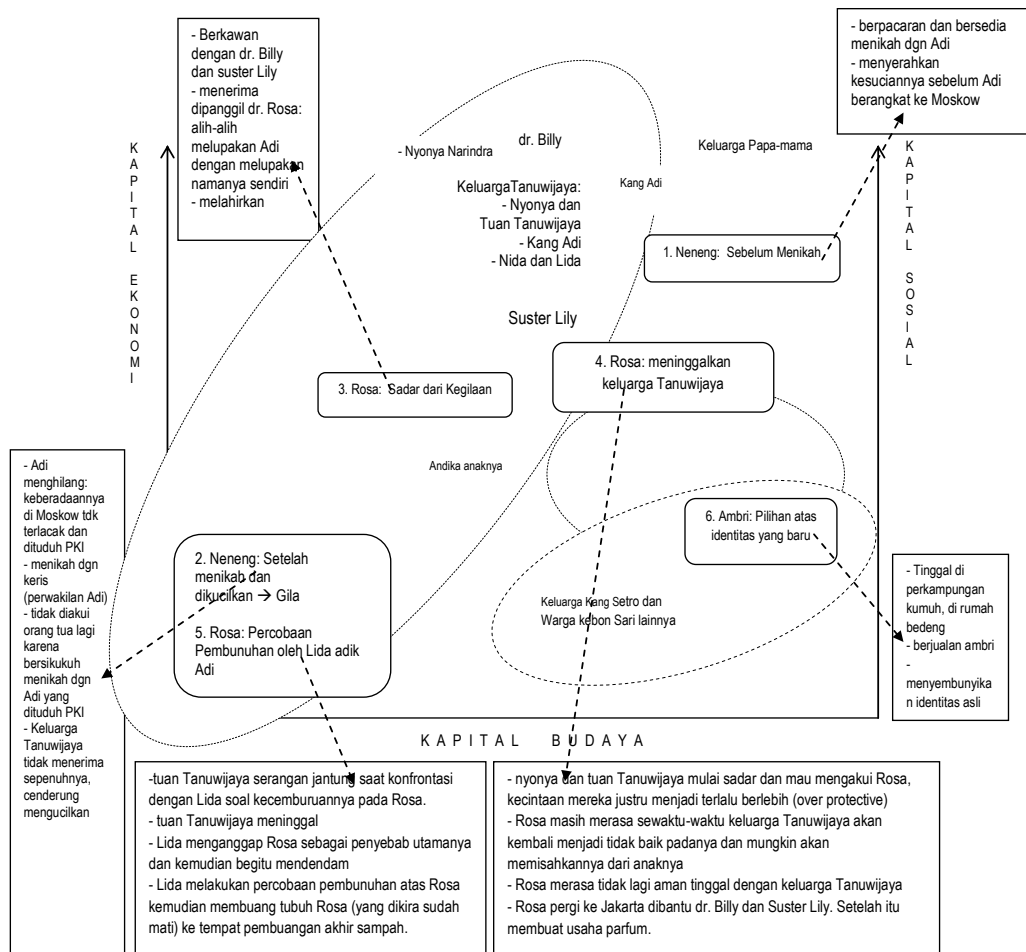 - Berkawan
dengan dr. Billy
dan suster Lily
- menerima
dipanggil dr. Rosa:
alih-alih
melupakan Adi
dengan melupakan
namanya sendiri
- melahirkan
- berpacaran dan bersedia
menikah dgn Adi
- menyerahkan
kesuciannya sebelum Adi
berangkat ke Moskow
KAPITAL EKONOMI
- Nyonya Narindra
dr. Billy
Keluarga Papa-mama
KeluargaTanuwijaya:
- Nyonya dan
Tuan Tanuwijaya
- Kang Adi
- Nida dan Lida
Kang Adi
KAPITAL SOSIAL
1. Neneng: Sebelum Menikah
Suster Lily
3. Rosa: Sadar dari Kegilaan
4. Rosa: meninggalkan
keluarga Tanuwijaya
Andika anaknya
- Adi
menghilang:
keberadaannya
di Moskow tdk
terlacak dan
dituduh PKI
- menikah dgn
keris
(perwakilan Adi)
- tidak diakui
orang tua lagi
karena
bersikukuh
menikah dgn
Adi yang
dituduh PKI
- Keluarga
Tanuwijaya
tidak menerima
sepenuhnya,
cenderung
mengucilkan
2. Neneng: Setelah
menikah dan
dikucilkan → Gila
5. Rosa: Percobaan
Pembunuhan oleh Lida adik
Adi
6. Ambri: Pilihan atas
identitas yang baru
Keluarga Kang Setro dan
Warga kebon Sari lainnya
- Tinggal di
perkampungan
kumuh, di rumah
bedeng
- berjualan ambri
-
menyembunyika
n identitas asli
KAPITAL BUDAYA
-tuan Tanuwijaya serangan jantung saat konfrontasi
dengan Lida soal kecemburuannya pada Rosa.
- tuan Tanuwijaya meninggal
- Lida menganggap Rosa sebagai penyebab utamanya
dan kemudian begitu mendendam
- Lida melakukan percobaan pembunuhan atas Rosa
kemudian membuang tubuh Rosa (yang dikira sudah
mati) ke tempat pembuangan akhir sampah.
- nyonya dan tuan Tanuwijaya mulai sadar dan mau mengakui Rosa,
kecintaan mereka justru menjadi terlalu berlebih (over protective)
- Rosa masih merasa sewaktu-waktu keluarga Tanuwijaya akan
kembali menjadi tidak baik padanya dan mungkin akan
memisahkannya dari anaknya
- Rosa merasa tidak lagi aman tinggal dengan keluarga Tanuwijaya
- Rosa pergi ke Jakarta dibantu dr. Billy dan Suster Lily. Setelah itu
membuat usaha parfum.